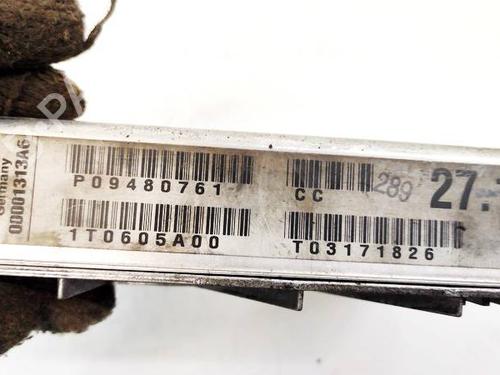 Germany
00001313A6
P09480761
CC
289
27.
1T0605A00
T03171826